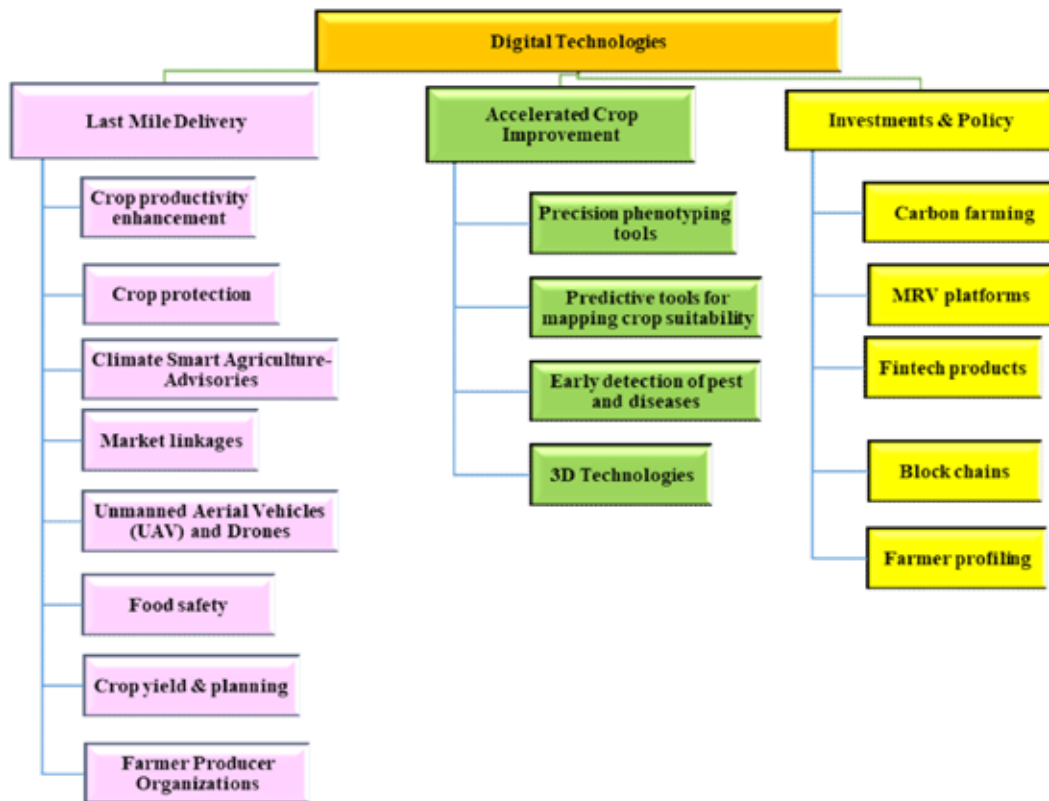 Digital Technologies
Last Mile Delivery
Crop productivity
enhancement
Crop protection
Climate Smart Agriculture-
Advisories
Market linkages
Unmanned Aerial Vehicles
(UAV) and Drones
Food safety
Crop yield & planning
Farmer Producer
Organizations
Accelerated Crop
Improvement
Precision phenotyping
tools
Predictive tools for
mapping crop suitability
Early detection of pest
and diseases
3D Technologies
Investments & Policy
Carbon farming
MRV platforms
Fintech products
Block chains
Farmer profiling